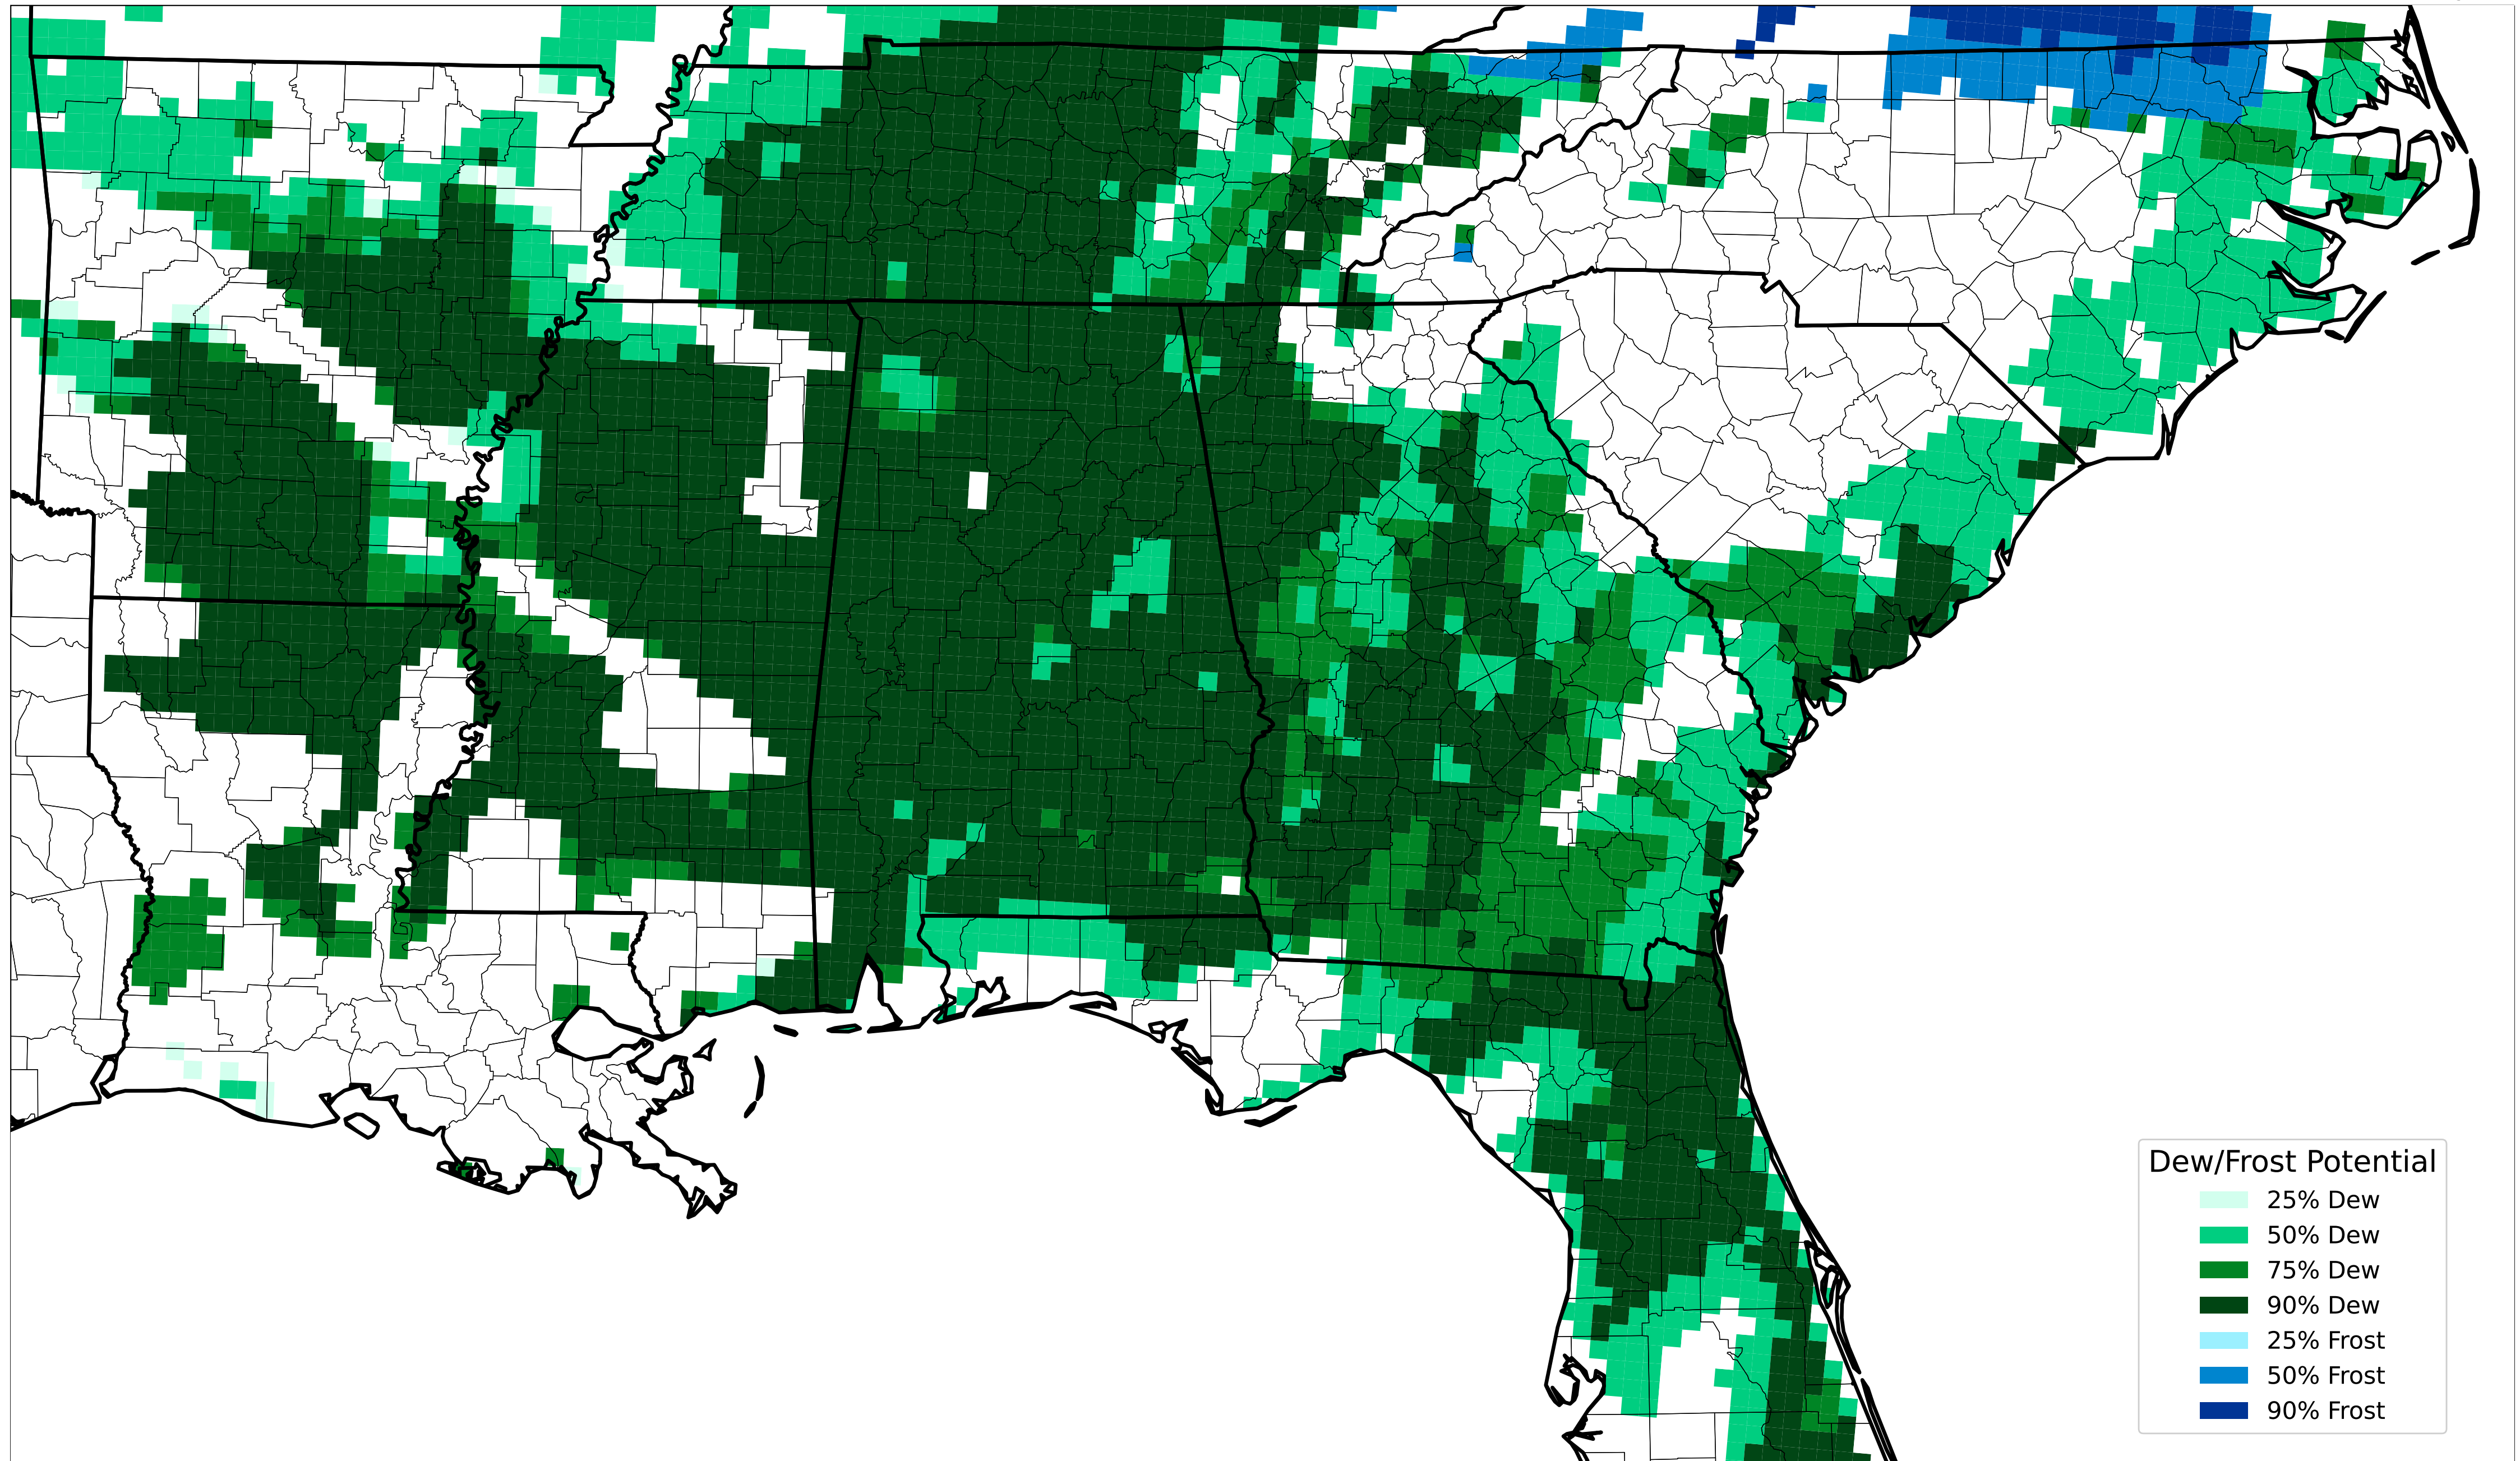 Dew/Frost Potential
25% Dew
50% Dew
75% Dew
90% Dew
25% Frost
50% Frost
90% Frost